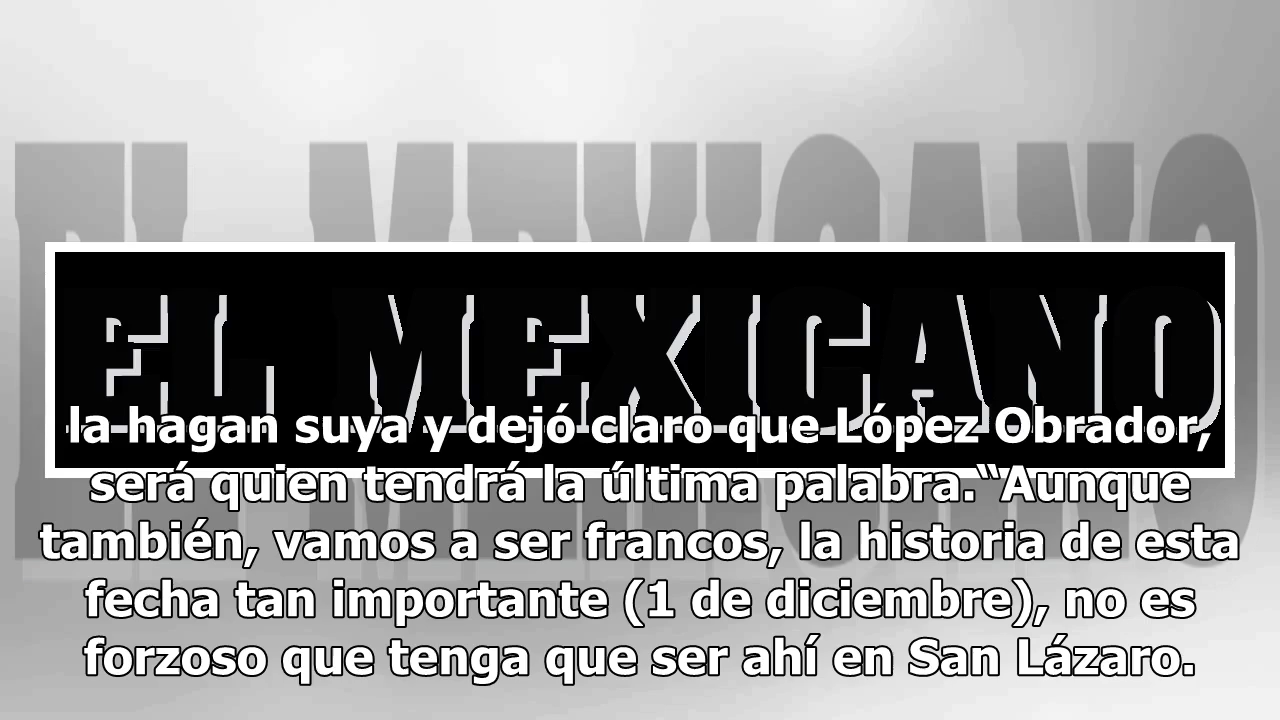 EL MEXICANO
EL MEXICANO
la hagan suya y dejó claro que López Obrador,
será quien tendrá la última palabra.“Aunque
también, vamos a ser francos, la historia de esta
fecha tan importante (1 de diciembre), no es
forzoso que tenga que ser ahí en San Lázaro.